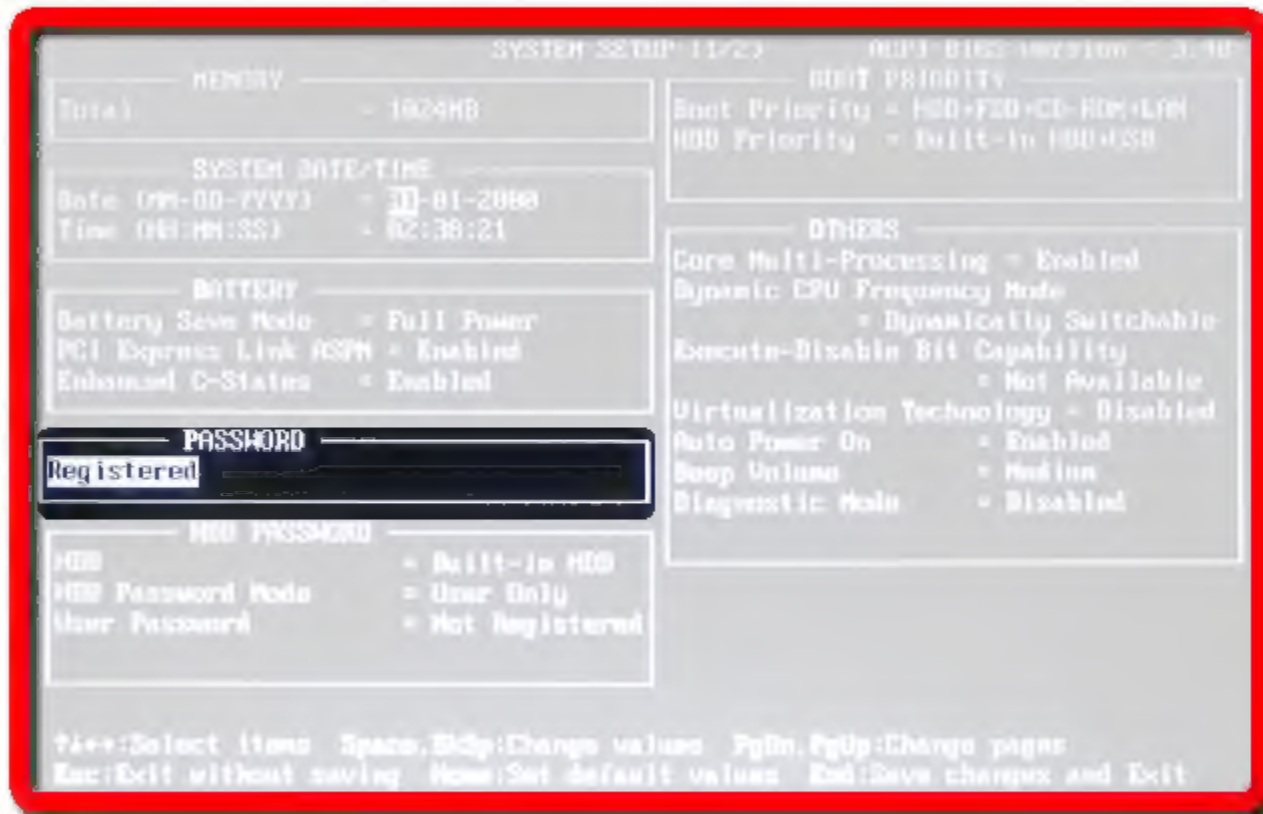 SYSTEM SETUP (1/2) ACPI BIOS version = 3.40
MEMORY
Total = 1024MB
SYSTEM DATE/TIME
Date (MM-DD-YYYY) = 01-01-2000
Time (HH:MM:SS) = 02:38:21
BATTERY
Battery Save Mode = Full Power
PCI Express Link ASPM = Enabled
Enhanced C-States = Enabled
PASSWORD
Registered
HDD PASSWORD
HDD = Built-in HDD
HDD Password Mode = User Only
User Password = Not Registered
BOOT PRIORITY
Boot Priority = HDD→FDD→CD-ROM→LAN
HDD Priority = Built-in HDD→USB
OTHERS
Core Multi-Processing = Enabled
Dynamic CPU Frequency Mode
= Dynamically Switchable
Execute-Disable Bit Capability
= Not Available
Virtualization Technology = Disabled
Auto Power On = Enabled
Beep Volume = Medium
Diagnostic Mode = Disabled
↑↓←→:Select items Space,BkSp:Change values PgDn,PgUp:Change pages
Esc:Exit without saving Home:Set default values End:Save changes and Exit